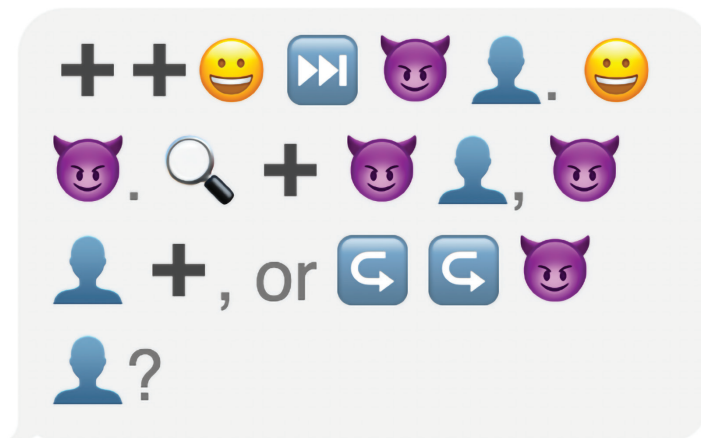 ➕ ➕ 😀 ⏭️ 😈 👤. 😀
😈. 🔍 ➕ 😈 👤, 😈
👤 ➕, or ↪️ ↪️ 😈
👤?